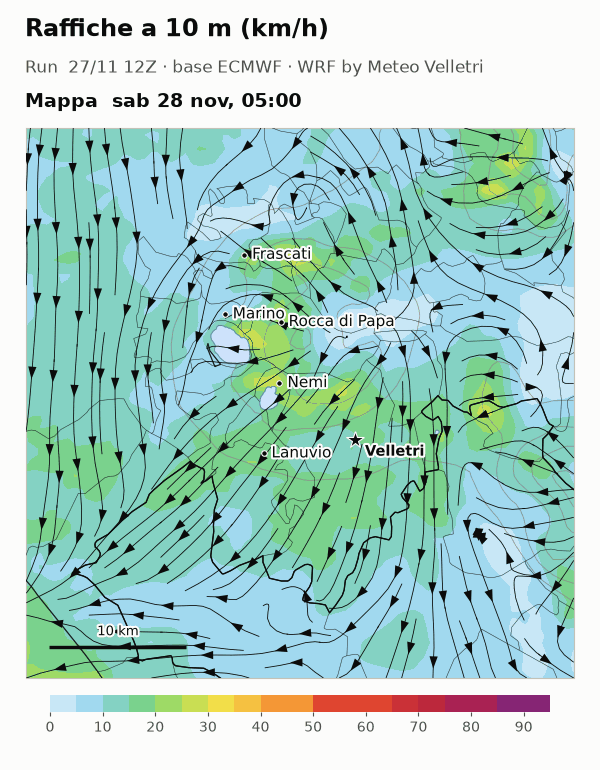 Raffiche a 10 m (km/h)
Run  27/11 12Z · base ECMWF · WRF by Meteo Velletri
Mappa  sab 28 nov, 05:00
Frascati
Marino
Rocca di Papa
Nemi
Velletri
Lanuvio
10 km
0 10 20 30 40 50 60 70 80 90